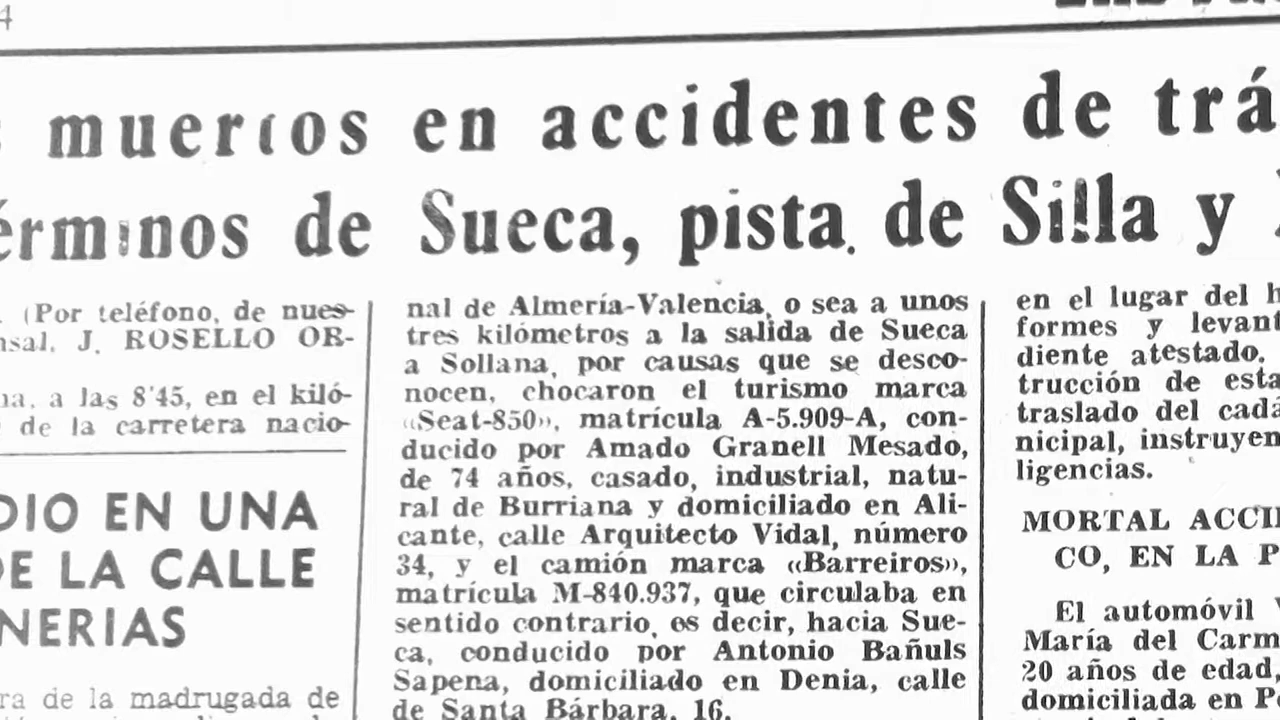 4
muertos en accidentes de trá
érminos de Sueca, pista de Silla y
(Por teléfono, de nues-
nsal, J. ROSELLO OR-
na, a las 8'45, en el kiló-
de la carretera nacio-
DIO EN UNA
DE LA CALLE
NERIAS
ra de la madrugada de
nal de Almería-Valencia, o sea a unos
tres kilómetros a la salida de Sueca
a Sollana, por causas que se desco-
nocen, chocaron el turismo marca
«Seat-850», matrícula A-5.909-A, con-
ducido por Amado Granell Mesado,
de 74 años, casado, industrial, natu-
ral de Burriana y domiciliado en Ali-
cante, calle Arquitecto Vidal, número
34, y el camión marca «Barreiros»,
matrícula M-840.937, que circulaba en
sentido contrario, es decir, hacia Sue-
ca, conducido por Antonio Bañuls
Sapena, domiciliado en Denia, calle
de Santa Bárbara, 16.
en el lugar del h
formes y levant
diente atestado.
trucción de esta
traslado del cadá
nicipal, instruyen
ligencias.
MORTAL ACCI
CO, EN LA P
El automóvil
María del Carm
20 años de edad,
domiciliada en P